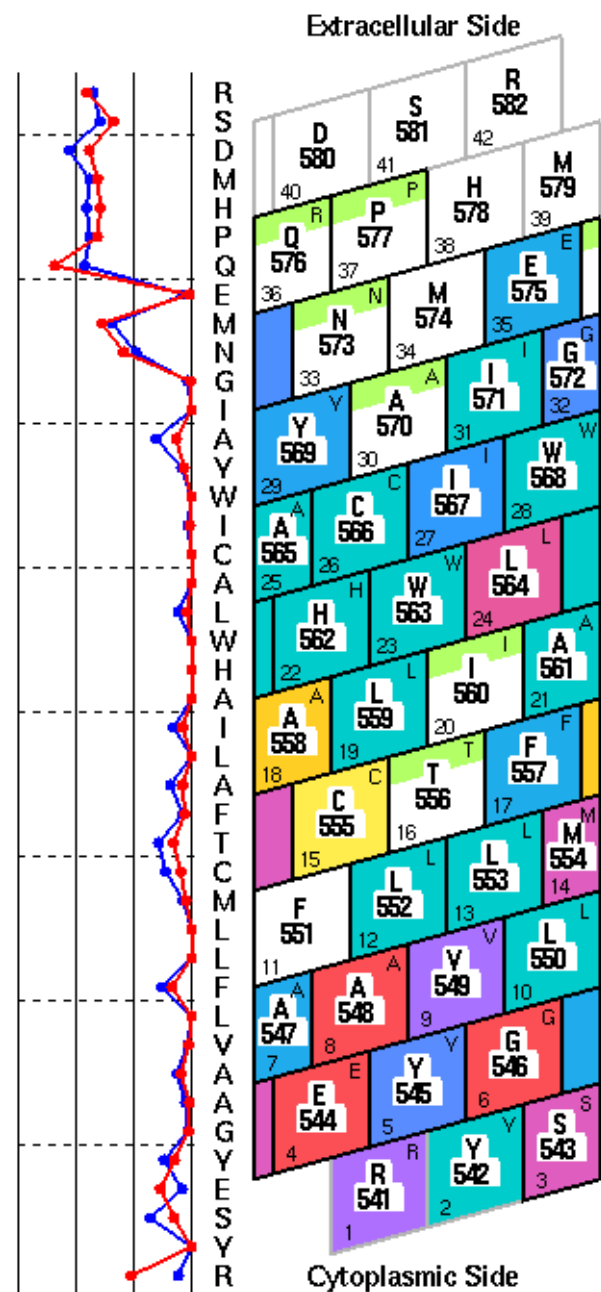 Extracellular Side
R
S
D
M
H
P
Q
E
M
N
G
I
A
Y
W
I
C
A
L
W
H
A
I
L
A
F
T
C
M
L
L
F
L
V
A
A
G
Y
E
S
Y
R
R
582
42
S
581
41
D
580
40
M
579
39
H
578
38
P
P
577
37
R
Q
576
36
E
E
575
35
M
574
34
N
N
573
33
G
G
572
32
I
I
571
31
A
A
570
30
V
Y
569
29
W
W
568
28
I
I
567
27
C
C
566
26
A
A
565
25
L
L
564
24
W
W
563
23
H
H
562
22
A
A
561
21
I
I
560
20
L
L
559
19
A
A
558
18
F
F
557
17
T
T
556
16
C
C
555
15
M
M
554
14
L
L
553
13
L
L
552
12
F
551
11
L
L
550
10
V
V
549
9
A
A
548
8
A
A
547
7
G
G
546
6
Y
Y
545
5
E
E
544
4
S
S
543
3
Y
Y
542
2
R
R
541
1
Cytoplasmic Side